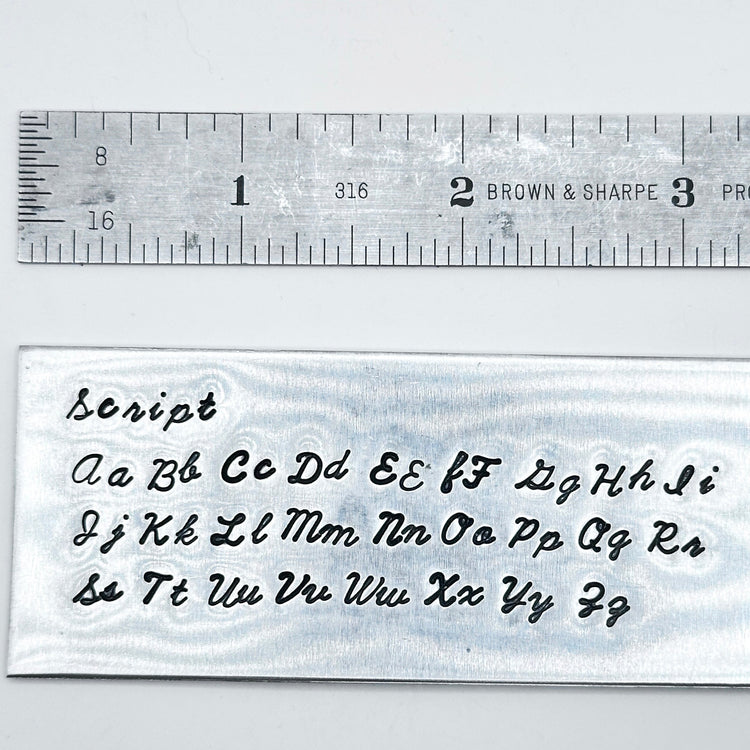 8
1 316 2 BROWN & SHARPE 3 PRO
16
Script
Aa Bb Cc Dd EE fF Gg Hh Ii
Jj Kk Ll Mm Nn Oo Pp Qq Rr
Ss Tt Uu Vv Ww Xx Yy Zz